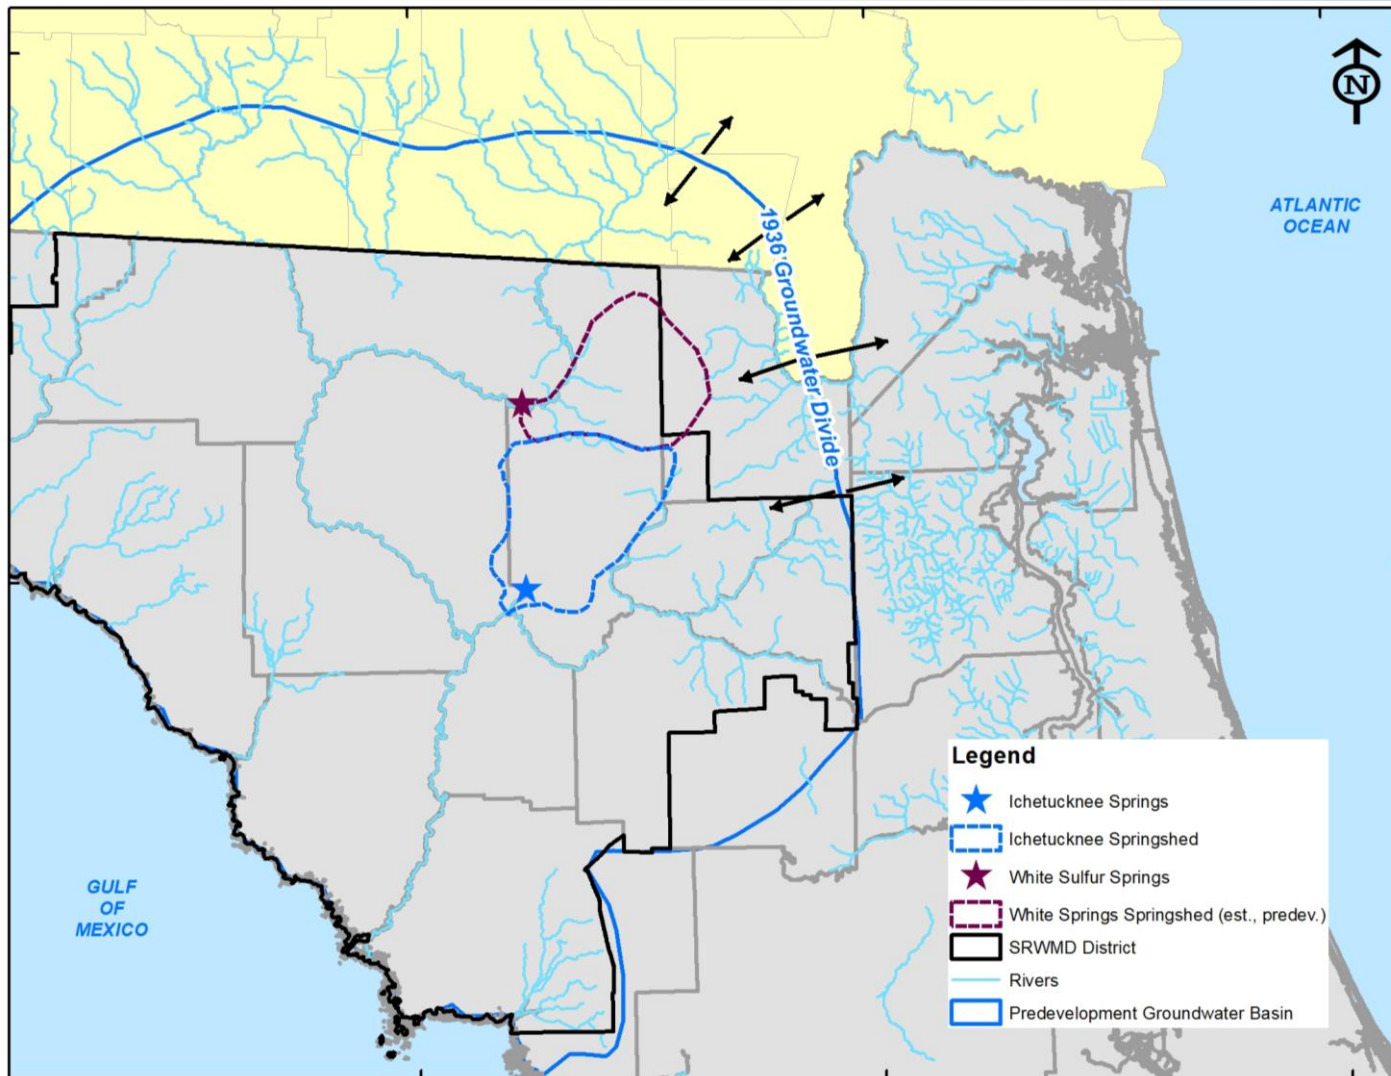 N
ATLANTIC
OCEAN
1936 Groundwater Divide
GULF
OF
MEXICO
Legend
Ichetucknee Springs
Ichetucknee Springshed
White Sulfur Springs
White Springs Springshed (est., predev.)
SRWMD District
Rivers
Predevelopment Groundwater Basin